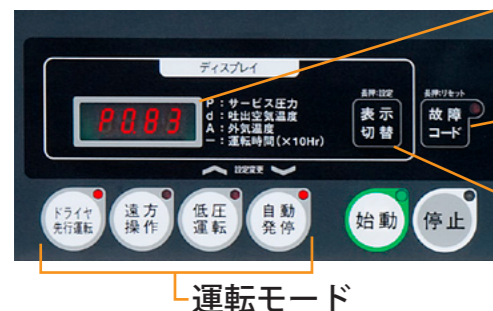 ディスプレイ
P0.83
P：サービス圧力
d：吐出空気温度
A：外気温度
−：運転時間（×10Hr）
長押：設定
表示
切替
長押：リセット
故障
コード
設定変更
ドライヤ
先行運転
遠方
操作
低圧
運転
自動
発停
始動
停止
運転モード